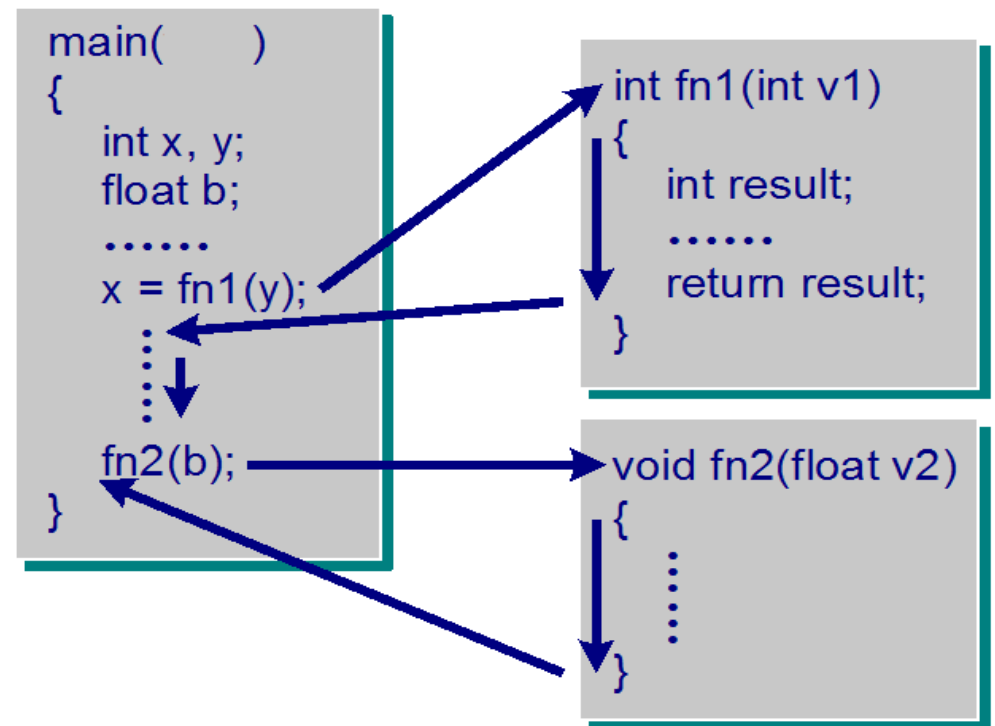 main(     )
{
int x, y;
float b;
......
x = fn1(y);
......
fn2(b);
}
int fn1(int v1)
{
int result;
......
return result;
}
void fn2(float v2)
{
......
}